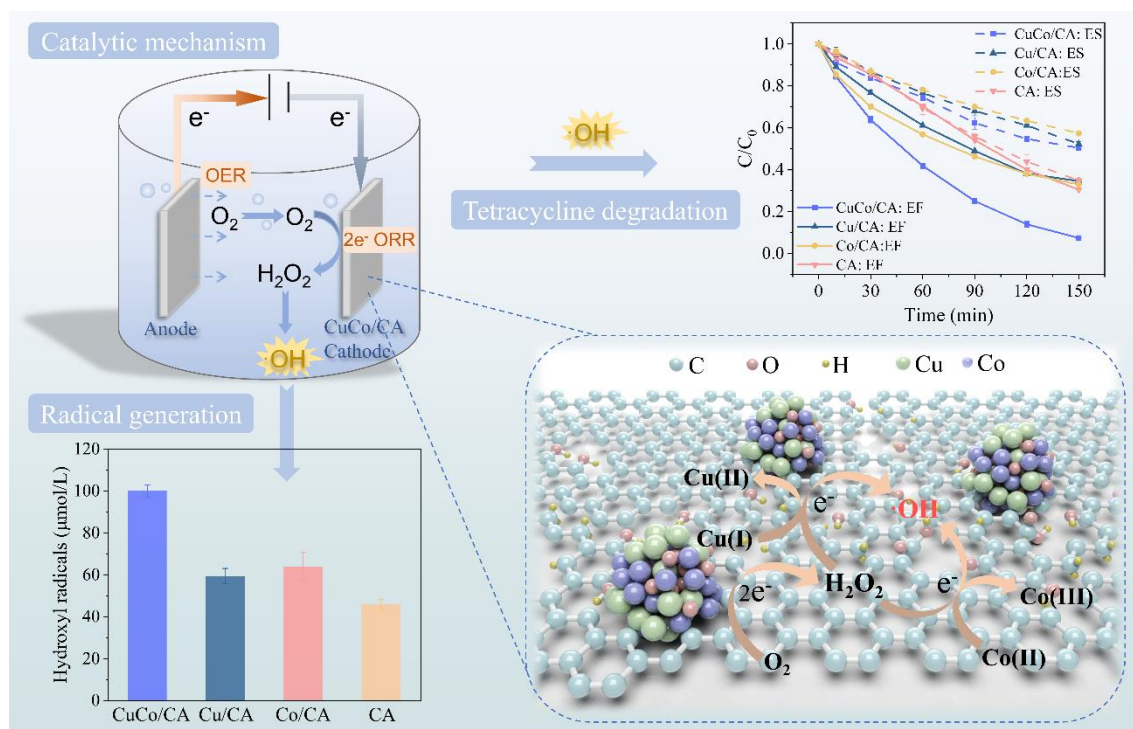 Catalytic mechanism
e⁻
e⁻
OER
O₂
O₂
2e⁻ ORR
H₂O₂
Anode
CuCo/CA
Cathode
·OH
Radical generation
Hydroxyl radicals (μmol/L)
120
100
80
60
40
20
0
CuCo/CA
Cu/CA
Co/CA
CA
·OH
Tetracycline degradation
C/C₀
1.0
0.8
0.6
0.4
0.2
0.0
CuCo/CA: ES
Cu/CA: ES
Co/CA:ES
CA: ES
CuCo/CA: EF
Cu/CA: EF
Co/CA:EF
CA: EF
0
30
60
90
120
150
Time (min)
C
O
H
Cu
Co
Cu(II)
e⁻
·OH
Cu(I)
2e⁻
H₂O₂
e⁻
Co(III)
O₂
Co(II)